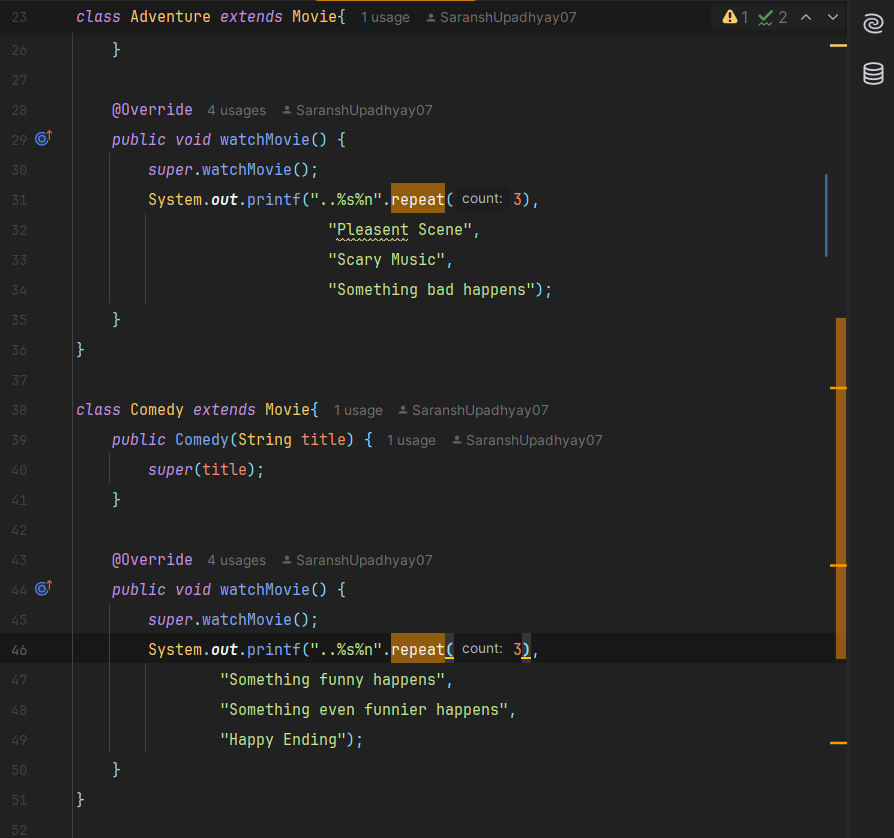 23 class Adventure extends Movie{ 1 usage SaranshUpadhyay07 1 2
26 }
27
28 @Override 4 usages SaranshUpadhyay07
29 public void watchMovie() {
30 super.watchMovie();
31 System.out.printf("..%s%n".repeat( count: 3),
32 "Pleasent Scene",
33 "Scary Music",
34 "Something bad happens");
35 }
36 }
37
38 class Comedy extends Movie{ 1 usage SaranshUpadhyay07
39 public Comedy(String title) { 1 usage SaranshUpadhyay07
40 super(title);
41 }
42
43 @Override 4 usages SaranshUpadhyay07
44 public void watchMovie() {
45 super.watchMovie();
46 System.out.printf("..%s%n".repeat( count: 3),
47 "Something funny happens",
48 "Something even funnier happens",
49 "Happy Ending");
50 }
51 }
52